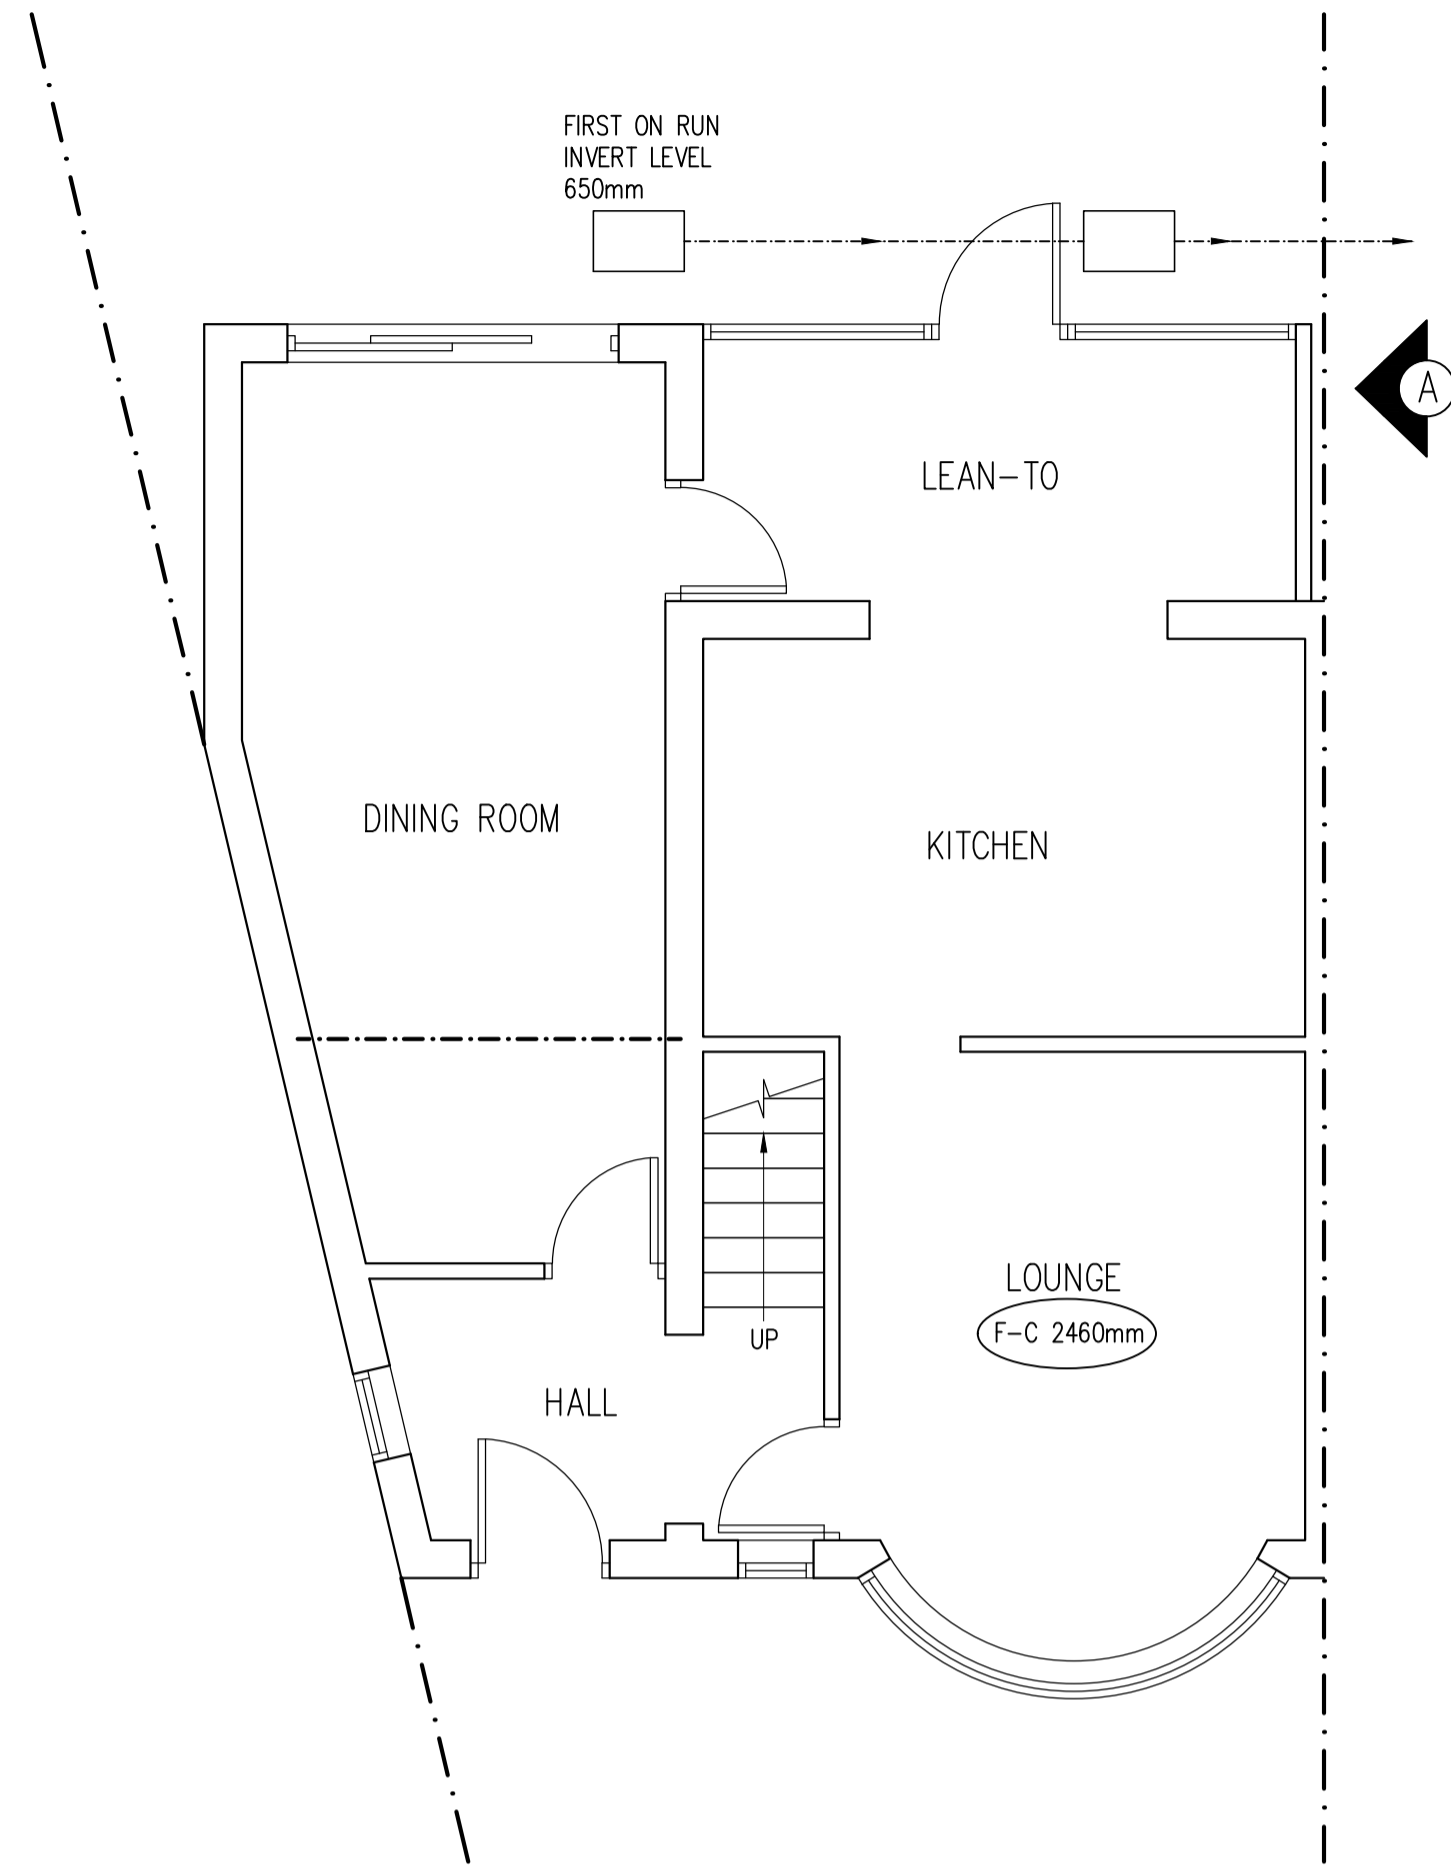 FIRST ON RUN
INVERT LEVEL
650mm
A
LEAN-TO
DINING ROOM
KITCHEN
LOUNGE
F-C 2460mm
UP
HALL